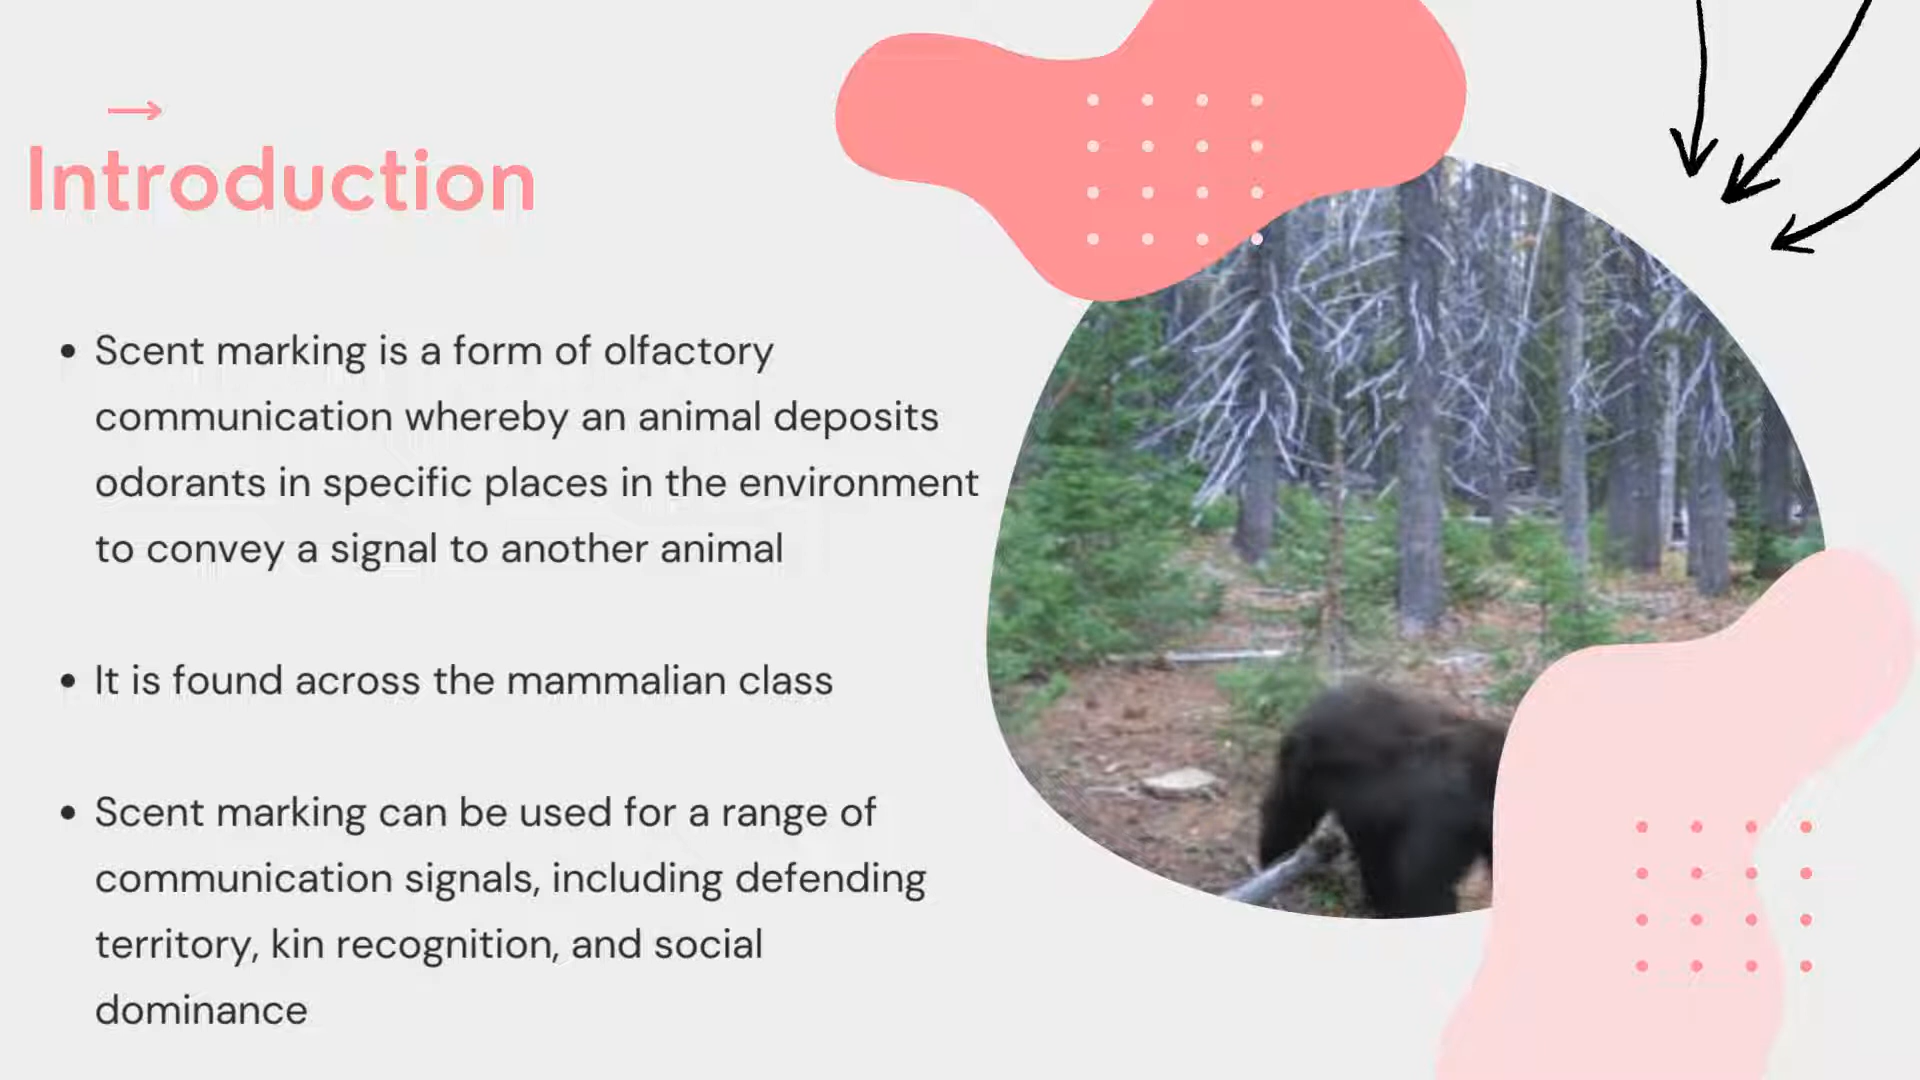 Introduction
• Scent marking is a form of olfactory
communication whereby an animal deposits
odorants in specific places in the environment
to convey a signal to another animal
• It is found across the mammalian class
• Scent marking can be used for a range of
communication signals, including defending
territory, kin recognition, and social
dominance